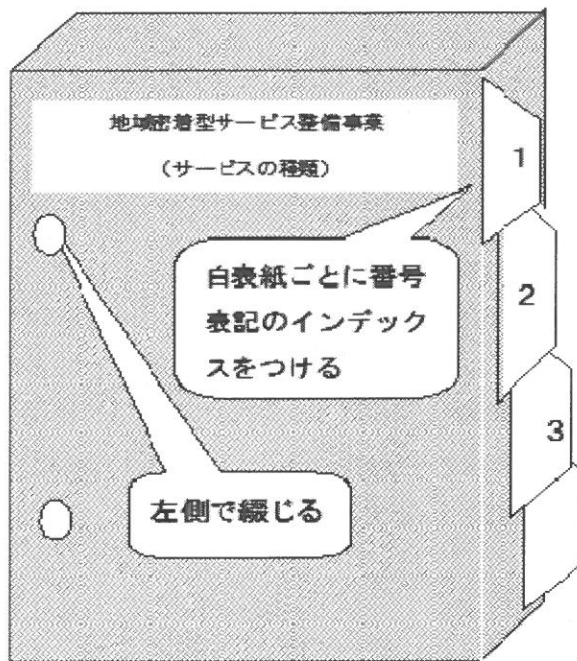 地域密着型サービス整備事業
(サービスの種類)
1
白表紙ごとに番号
表記のインデック
スをつける
2
3
左側で綴じる